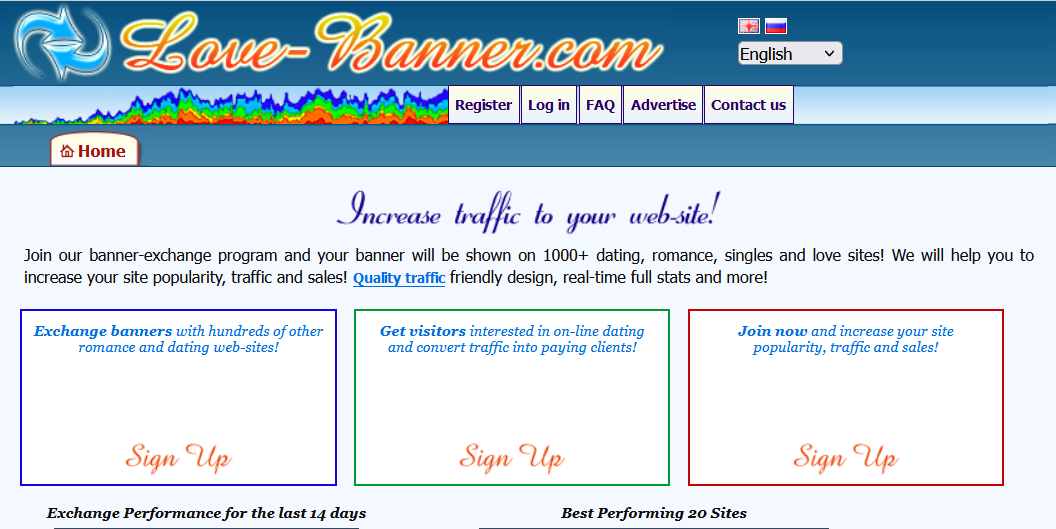 Love-Banner.com
English
Register
Log in
FAQ
Advertise
Contact us
Home
Increase traffic to your web-site!
Join our banner-exchange program and your banner will be shown on 1000+ dating, romance, singles and love sites! We will help you to
increase your site popularity, traffic and sales! Quality traffic friendly design, real-time full stats and more!
Exchange banners with hundreds of other
romance and dating web-sites!
Sign Up
Get visitors interested in on-line dating
and convert traffic into paying clients!
Sign Up
Join now and increase your site
popularity, traffic and sales!
Sign Up
Exchange Performance for the last 14 days
Best Performing 20 Sites